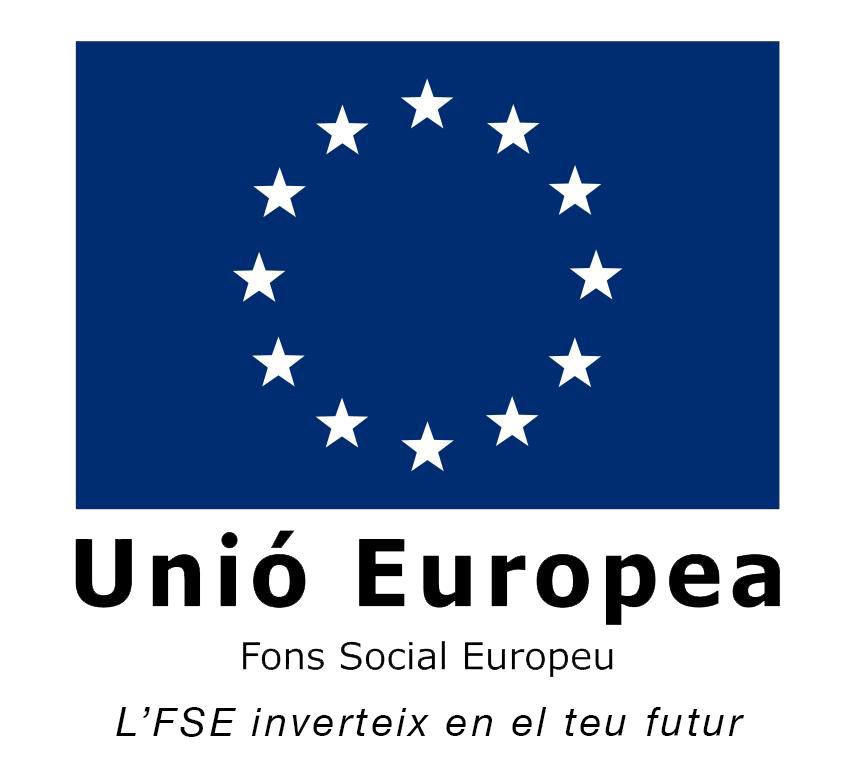 Unió Europea
Fons Social Europeu
L’FSE inverteix en el teu futur